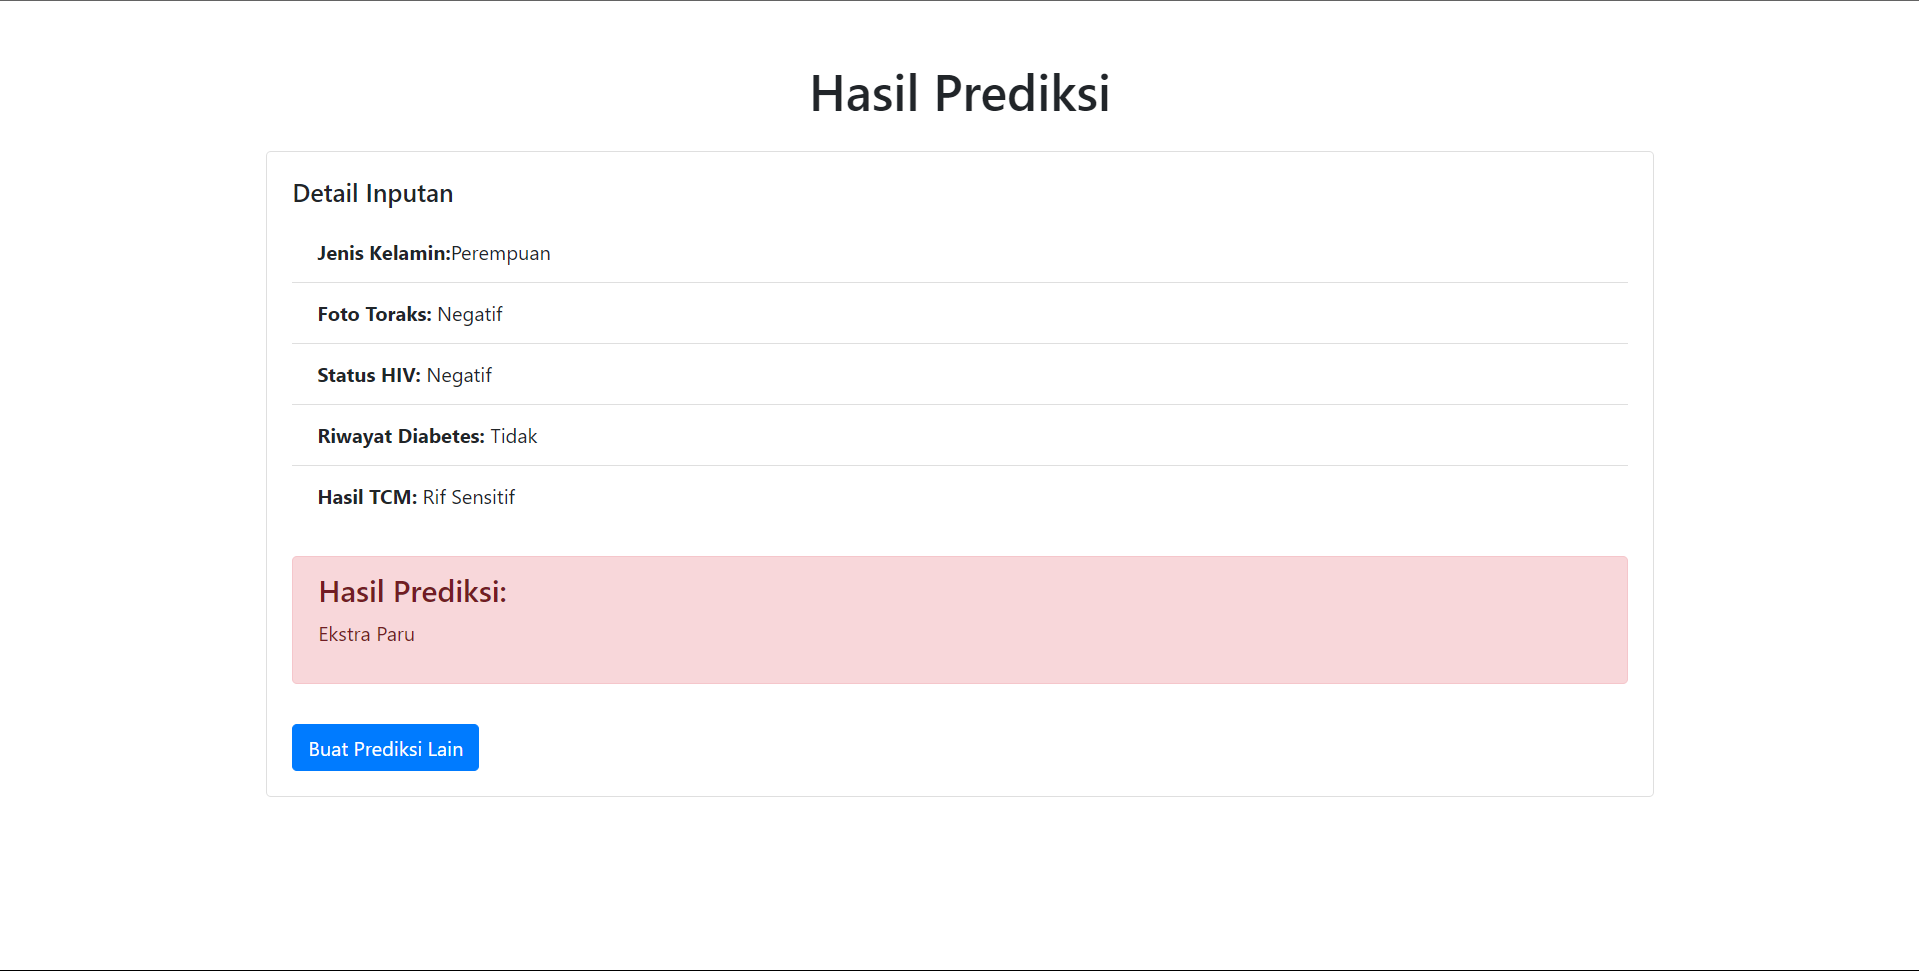 Hasil Prediksi
Detail Inputan
Jenis Kelamin:Perempuan
Foto Toraks: Negatif
Status HIV: Negatif
Riwayat Diabetes: Tidak
Hasil TCM: Rif Sensitif
Hasil Prediksi:
Ekstra Paru
Buat Prediksi Lain